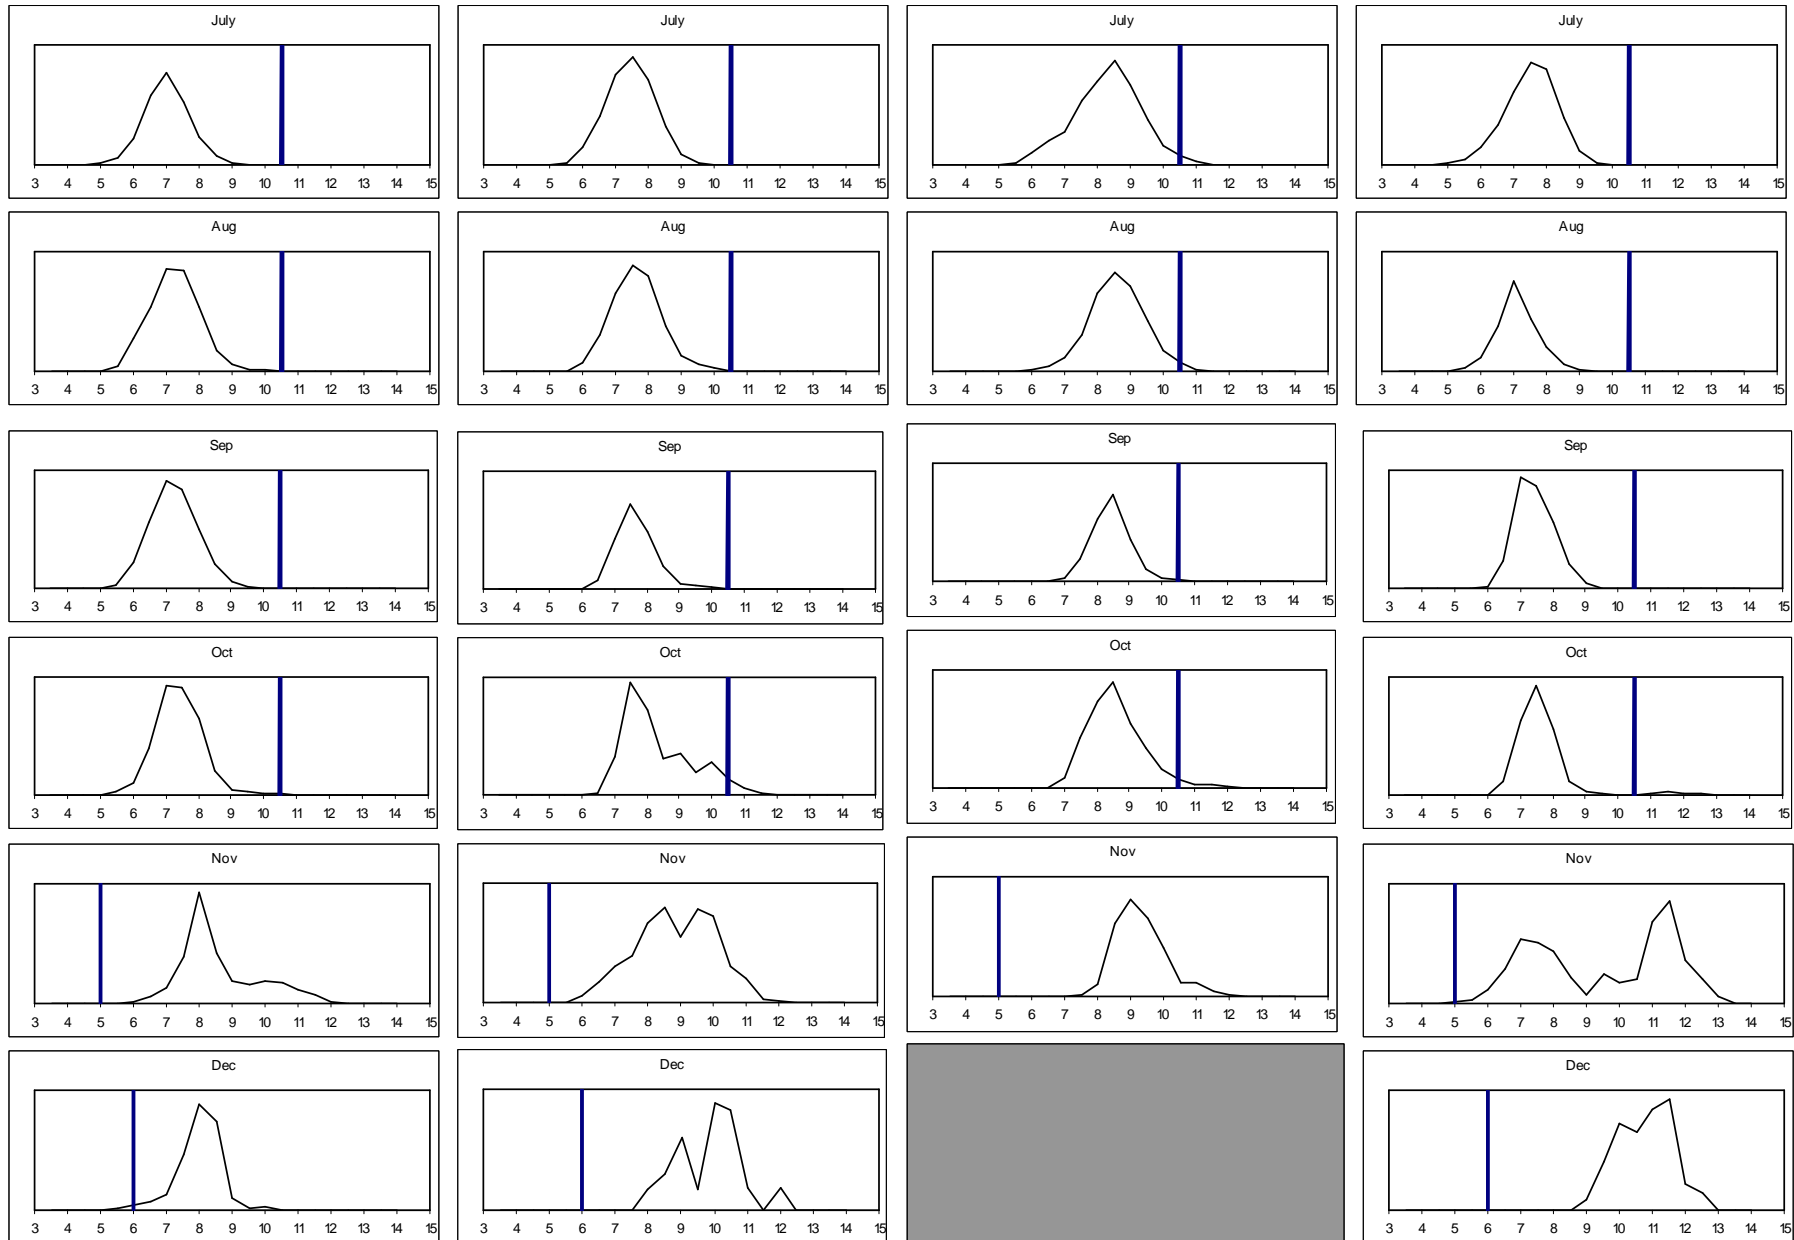 July July July July
3 4 5 6 7 8 9 10 11 12 13 14 15 3 4 5 6 7 8 9 10 11 12 13 14 15 3 4 5 6 7 8 9 10 11 12 13 14 15 3 4 5 6 7 8 9 10 11 12 13 14 15
Aug Aug Aug Aug
3 4 5 6 7 8 9 10 11 12 13 14 15 3 4 5 6 7 8 9 10 11 12 13 14 15 3 4 5 6 7 8 9 10 11 12 13 14 15 3 4 5 6 7 8 9 10 11 12 13 14 15
Sep Sep Sep Sep
3 4 5 6 7 8 9 10 11 12 13 14 15 3 4 5 6 7 8 9 10 11 12 13 14 15 3 4 5 6 7 8 9 10 11 12 13 14 15 3 4 5 6 7 8 9 10 11 12 13 14 15
Oct Oct Oct Oct
3 4 5 6 7 8 9 10 11 12 13 14 15 3 4 5 6 7 8 9 10 11 12 13 14 15 3 4 5 6 7 8 9 10 11 12 13 14 15 3 4 5 6 7 8 9 10 11 12 13 14 15
Nov Nov Nov Nov
3 4 5 6 7 8 9 10 11 12 13 14 15 3 4 5 6 7 8 9 10 11 12 13 14 15 3 4 5 6 7 8 9 10 11 12 13 14 15 3 4 5 6 7 8 9 10 11 12 13 14 15
Dec Dec Dec
3 4 5 6 7 8 9 10 11 12 13 14 15 3 4 5 6 7 8 9 10 11 12 13 14 15 3 4 5 6 7 8 9 10 11 12 13 14 15